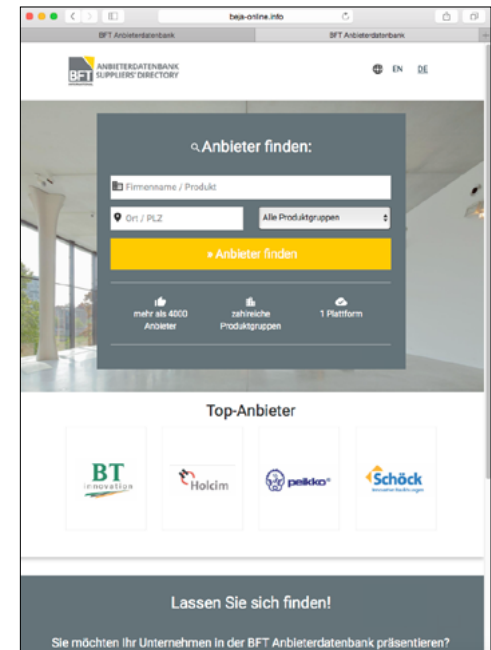 beja-online.info
BFT Anbieterdatenbank
BFT Anbieterdatenbank
BFT
INTERNATIONAL
ANBIETERDATENBANK
SUPPLIERS' DIRECTORY
EN DE
Anbieter finden:
Firmenname / Produkt
Ort / PLZ
Alle Produktgruppen
» Anbieter finden
mehr als 4000
Anbieter
zahlreiche
Produktgruppen
1 Plattform
Top-Anbieter
BT
innovation
Holcim
peikko®
Schöck
Lassen Sie sich finden!
Sie möchten Ihr Unternehmen in der BFT Anbieterdatenbank präsentieren?